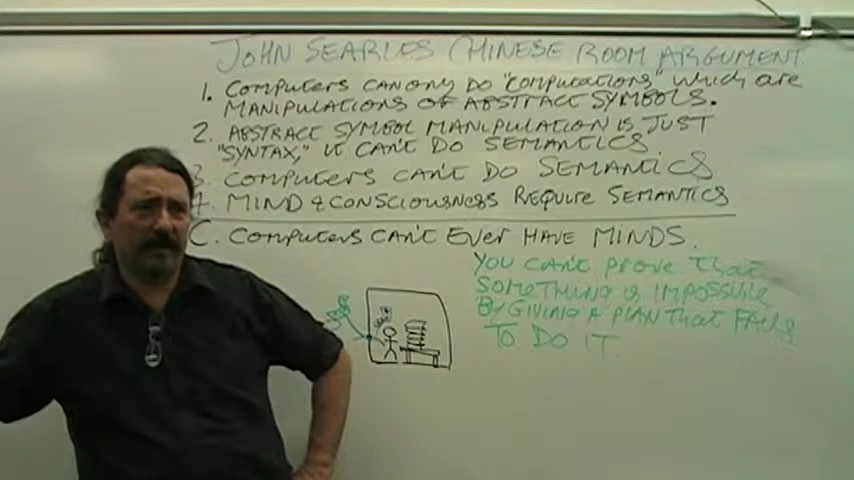 JOHN SEARLES CHINESE ROOM ARGUMENT
1. COMPUTERS CAN ONY DO "COMPUTATIONS" WHICH are
MANIPULATIONS OF ABSTRACT SYMBOLS.
2. ABSTRACT SYMBOL MANIPULATION IS JUST
"SYNTAX," IT CAN'T DO SEMANTICS.
3. COMPUTERS CAN'T DO SEMANTICS
4. MIND & CONSCIOUSNESS REQUIRE SEMANTICS
C. COMPUTERS CAN'T EVER HAVE MINDS.
YOU CAN'T PROVE THAT
SOMETHING IS IMPOSSIBLE
BY GIVING A PLAN THAT FAILS
TO DO IT.